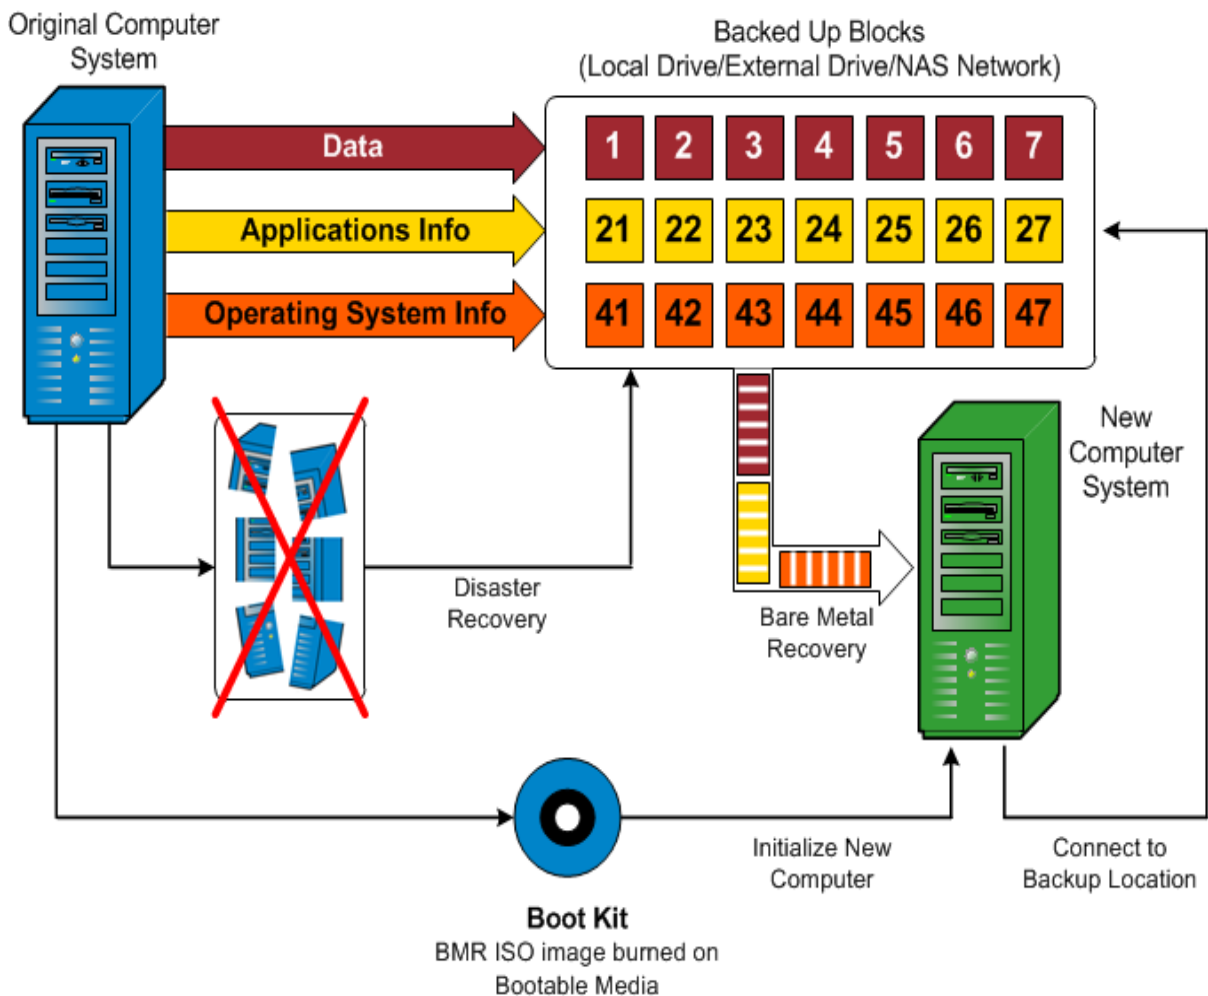 Original Computer
System
Backed Up Blocks
(Local Drive/External Drive/NAS Network)
Data
1 2 3 4 5 6 7
Applications Info
21 22 23 24 25 26 27
Operating System Info
41 42 43 44 45 46 47
New
Computer
System
Disaster
Recovery
Bare Metal
Recovery
Initialize New
Computer
Connect to
Backup Location
Boot Kit
BMR ISO image burned on
Bootable Media